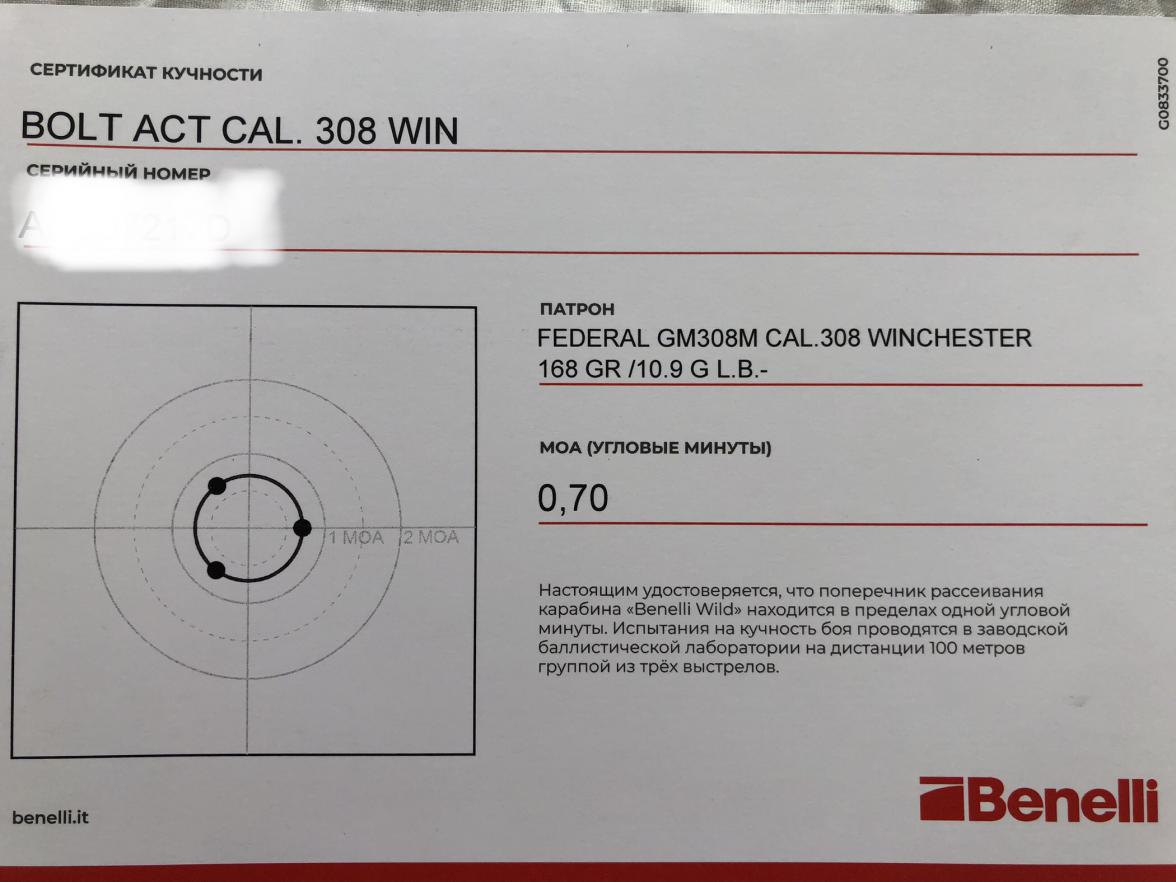 СЕРТИФИКАТ КУЧНОСТИ
G0833700
BOLT ACT CAL. 308 WIN
СЕРИЙНЫЙ НОМЕР
ПАТРОН
FEDERAL GM308M CAL.308 WINCHESTER
168 GR /10.9 G L.B.-
МОА (УГЛОВЫЕ МИНУТЫ)
0,70
1 MOA
2 MOA
Настоящим удостоверяется, что поперечник рассеивания
карабина «Benelli Wild» находится в пределах одной угловой
минуты. Испытания на кучность боя проводятся в заводской
баллистической лаборатории на дистанции 100 метров
группой из трёх выстрелов.
benelli.it
Benelli